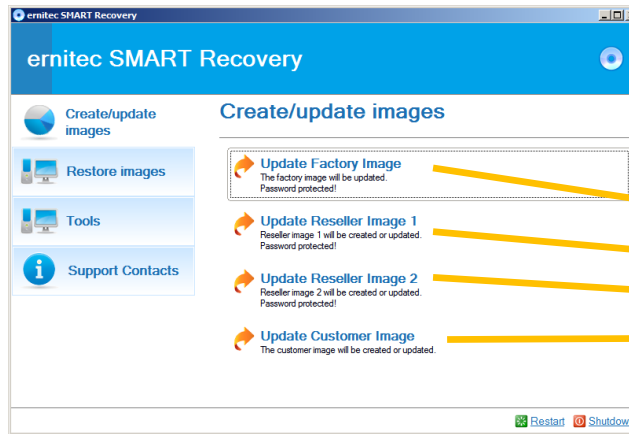 ernitec SMART Recovery
ernitec SMART Recovery
Create/update
images
Restore images
Tools
Support Contacts
Create/update images
Update Factory Image
The factory image will be updated.
Password protected!
Update Reseller Image 1
Reseller image 1 will be created or updated.
Password protected!
Update Reseller Image 2
Reseller image 2 will be created or updated.
Password protected!
Update Customer Image
The customer image will be created or updated.
Restart Shutdow